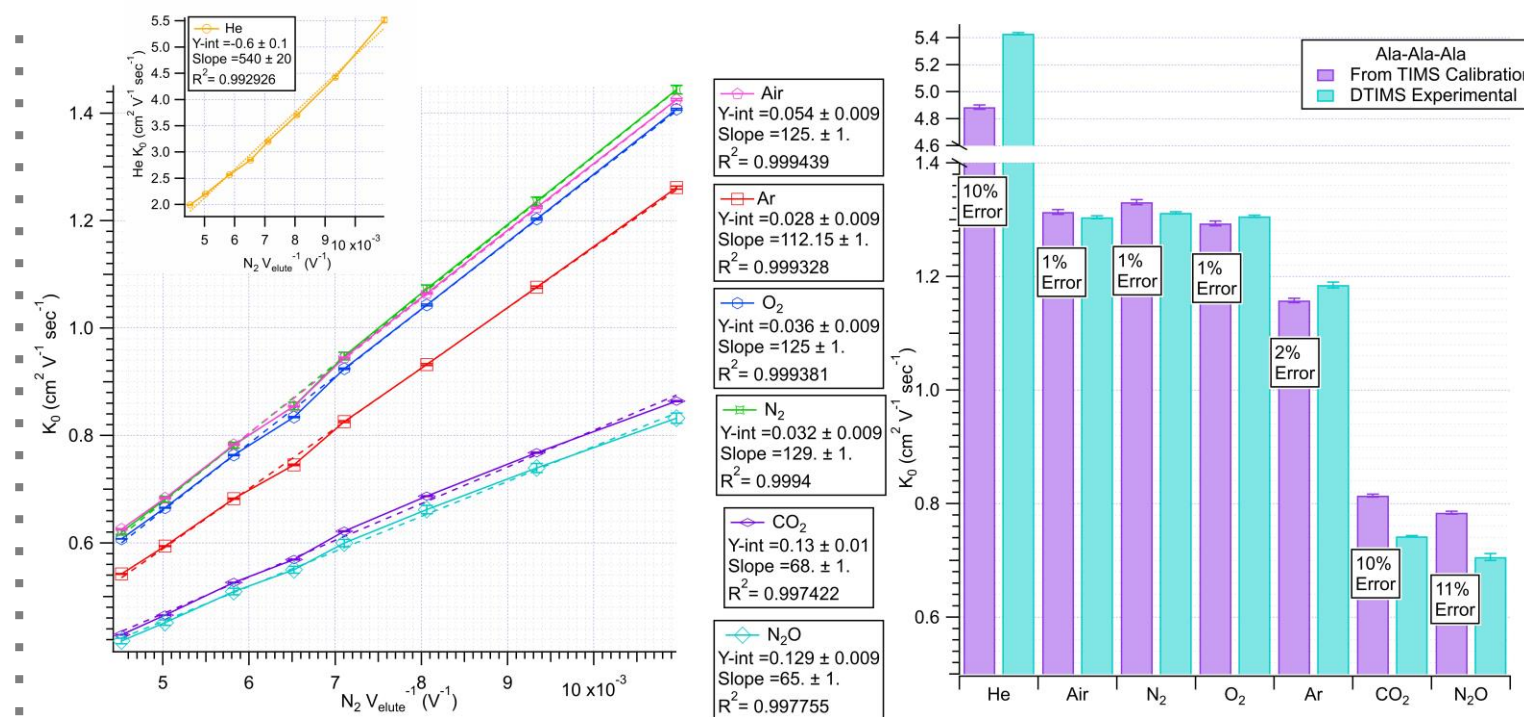 He
Y-int =-0.6 ± 0.1
Slope =540 ± 20
R²= 0.992926
5.5
5.0
4.5
4.0
3.5
3.0
2.5
2.0
He K₀ (cm² V⁻¹ sec⁻¹)
5 6 7 8 9 10 ×10⁻³
N₂ Vₑₗᵤₜₑ⁻¹ (V⁻¹)
1.4
1.2
1.0
0.8
0.6
K₀ (cm² V⁻¹ sec⁻¹)
5 6 7 8 9 10 ×10⁻³
N₂ Vₑₗᵤₜₑ⁻¹ (V⁻¹)
Air
Y-int =0.054 ± 0.009
Slope =125. ± 1.
R²= 0.999439
Ar
Y-int =0.028 ± 0.009
Slope =112.15 ± 1.
R²= 0.999328
O₂
Y-int =0.036 ± 0.009
Slope =125 ± 1.
R²= 0.999381
N₂
Y-int =0.032 ± 0.009
Slope =129. ± 1.
R²= 0.9994
CO₂
Y-int =0.13 ± 0.01
Slope =68. ± 1.
R²= 0.997422
N₂O
Y-int =0.129 ± 0.009
Slope =65. ± 1.
R²= 0.997755
Ala-Ala-Ala
From TIMS Calibration
DTIMS Experimental
5.4
5.2
5.0
4.8
4.6
1.4
1.2
1.0
0.8
0.6
K₀ (cm² V⁻¹ sec⁻¹)
10%
Error
1%
Error
1%
Error
1%
Error
2%
Error
10%
Error
11%
Error
He Air N₂ O₂ Ar CO₂ N₂O